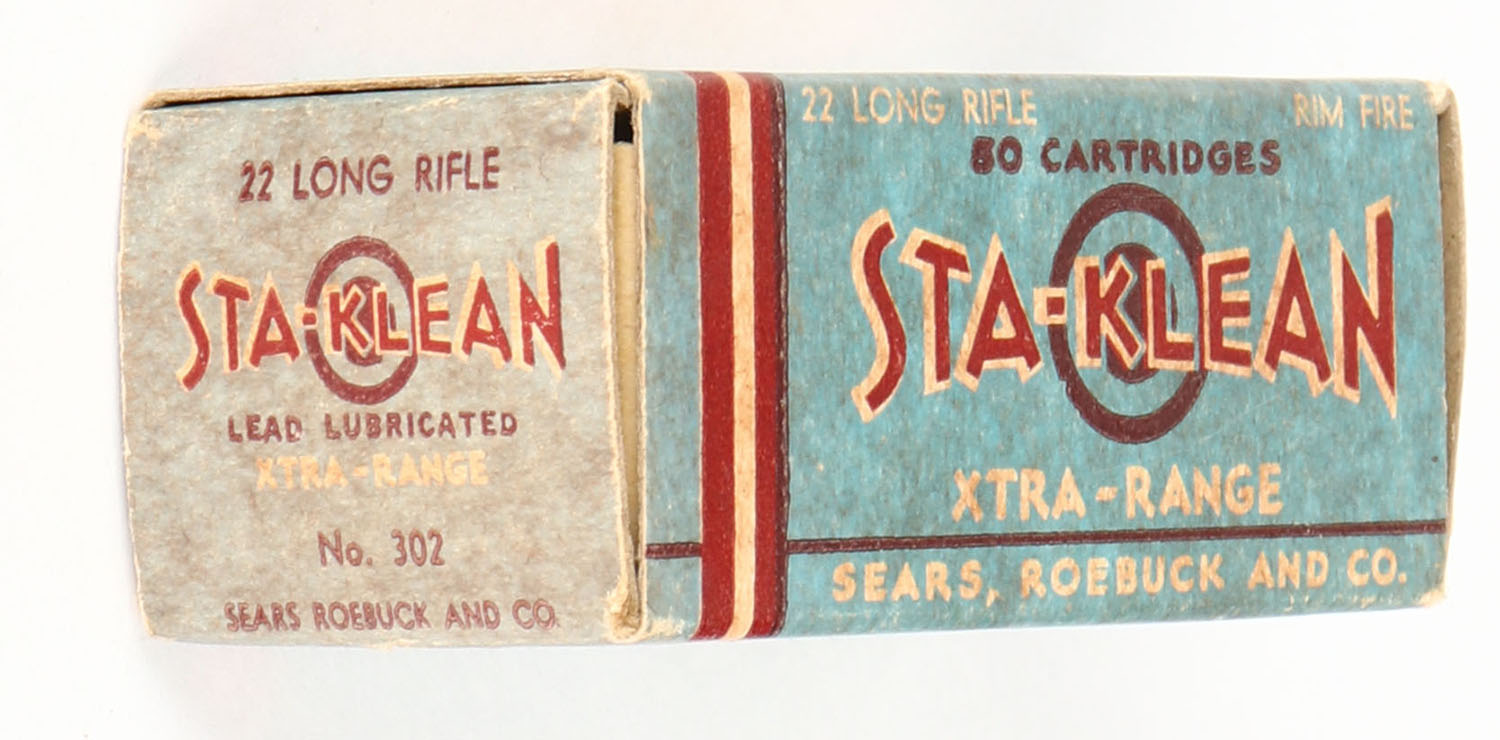 22 LONG RIFLE
STA-KLEAN
LEAD LUBRICATED
XTRA-RANGE
No. 302
SEARS ROEBUCK AND CO.
22 LONG RIFLE RIM FIRE
50 CARTRIDGES
STA-KLEAN
XTRA-RANGE
SEARS, ROEBUCK AND CO.